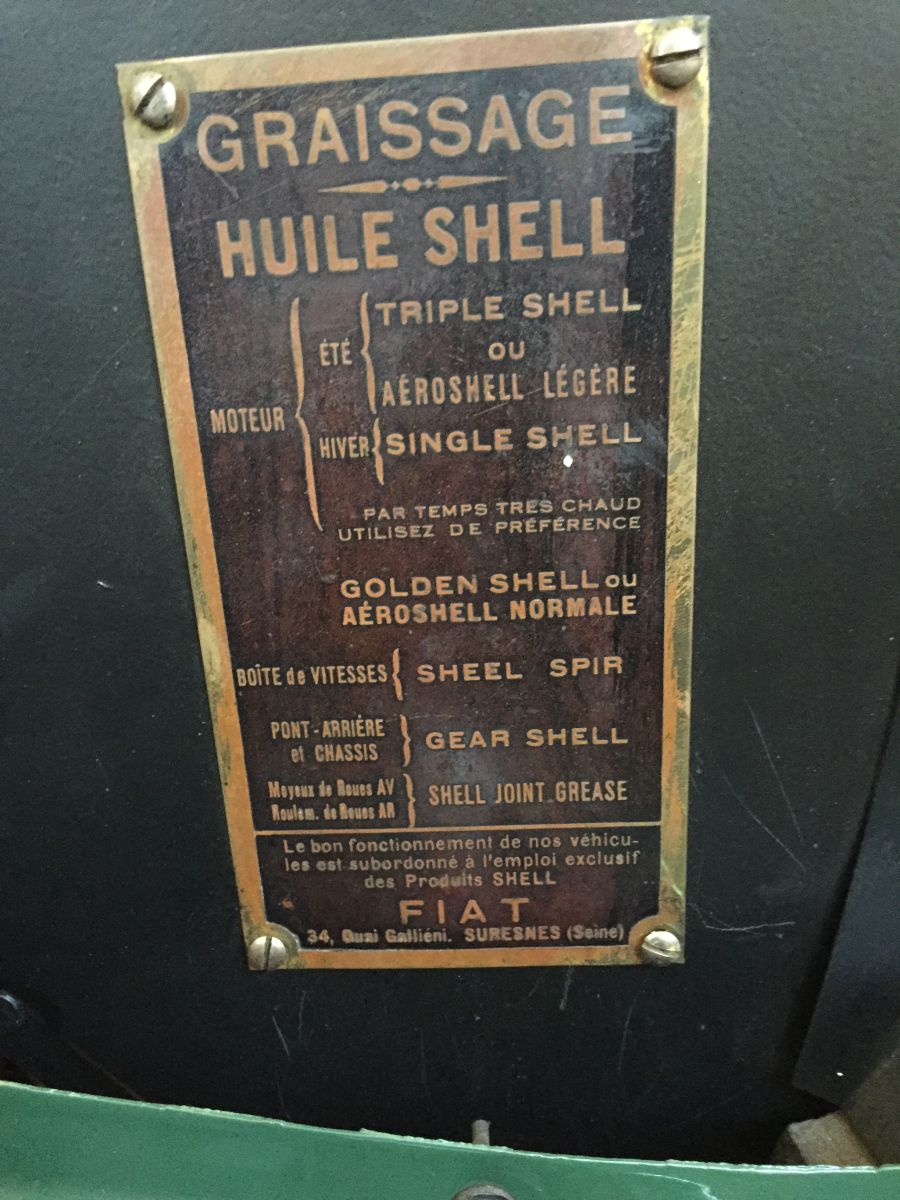 GRAISSAGE
HUILE SHELL
MOTEUR
ÉTÉ
TRIPLE SHELL
OU
AÉROSHELL LÉGÈRE
HIVER
SINGLE SHELL
PAR TEMPS TRES CHAUD
UTILISEZ DE PRÉFÉRENCE
GOLDEN SHELL ou
AÉROSHELL NORMALE
BOÎTE de VITESSES
SHEEL SPIR
PONT-ARRIÈRE
et CHASSIS
GEAR SHELL
Moyeux de Roues AV
Roulem. de Roues AR
SHELL JOINT GREASE
Le bon fonctionnement de nos véhicu-
les est subordonné à l'emploi exclusif
des Produits SHELL
FIAT
34, Quai Galliéni. SURESNES (Seine)